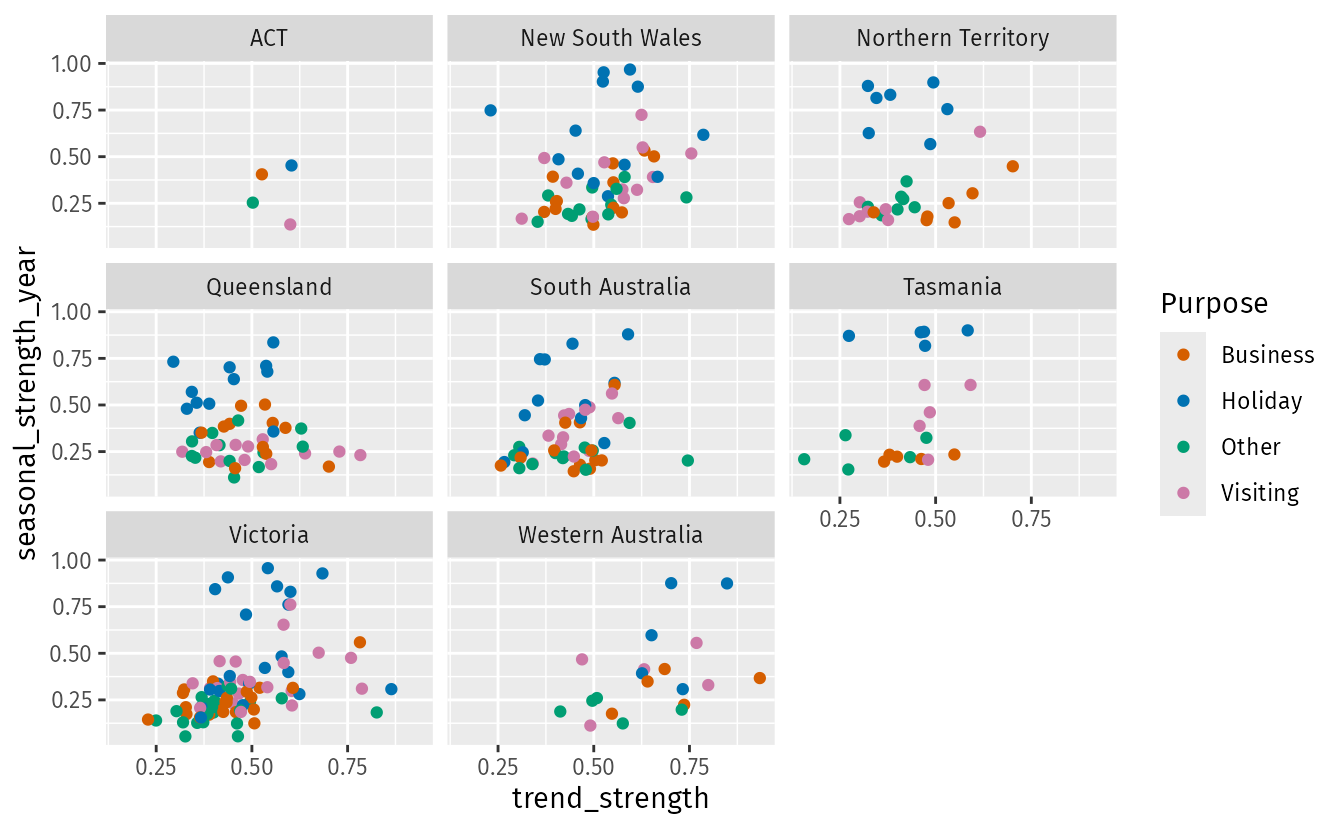 ACT
New South Wales
Northern Territory
1.00
0.75
0.50
0.25
Queensland
South Australia
Tasmania
1.00
0.75
0.50
0.25
0.25 0.50 0.75
Victoria
Western Australia
1.00
0.75
0.50
0.25
0.25 0.50 0.75
0.25 0.50 0.75
trend_strength
seasonal_strength_year
Purpose
Business
Holiday
Other
Visiting